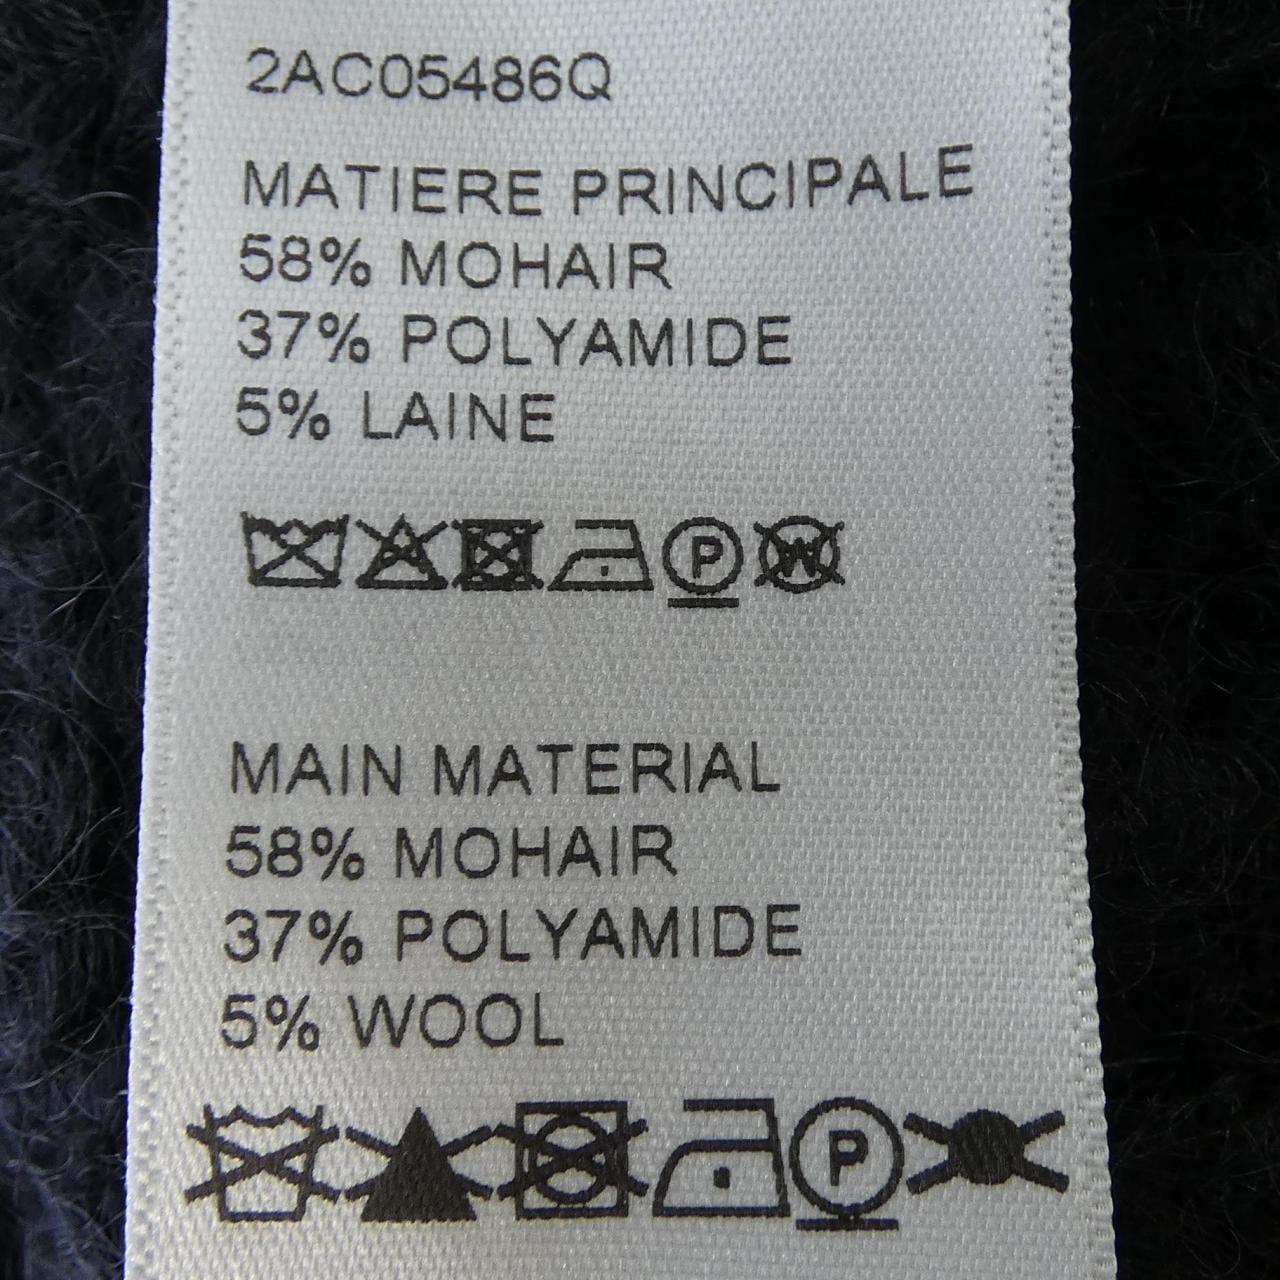 2AC05486Q
MATIERE PRINCIPALE
58% MOHAIR
37% POLYAMIDE
5% LAINE
P W
MAIN MATERIAL
58% MOHAIR
37% POLYAMIDE
5% WOOL
P